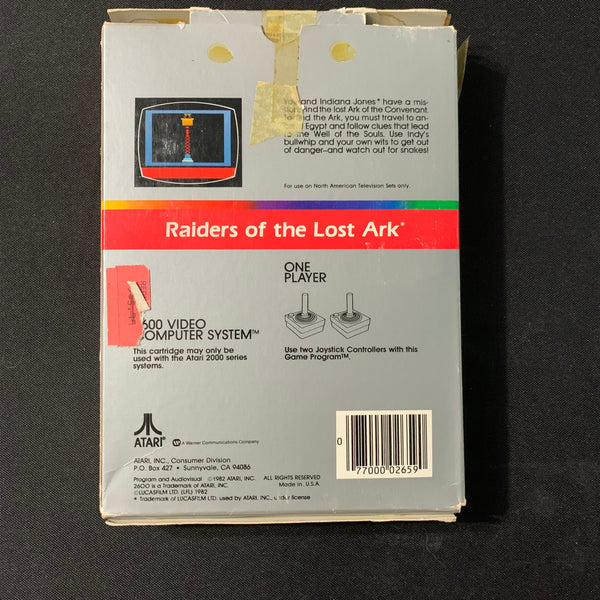 and Indiana Jones* have a mis-
find the lost Ark of the Convenant.
find the Ark, you must travel to an-
Egypt and follow clues that lead
the Well of the Souls. Use Indy's
bullwhip and your own wits to get out
of danger—and watch out for snakes!
For use on North American Television Sets only.
Raiders of the Lost Ark*
ONE
PLAYER
600 VIDEO
OMPUTER SYSTEM™
This cartridge may only be
used with the Atari 2000 series
systems.
Use two Joystick Controllers with this
Game Program™.
ATARI®
A Warner Communications Company
ATARI, INC., Consumer Division
P.O. Box 427 • Sunnyvale, CA 94086
Program and Audiovisual ©1982 ATARI, INC. ALL RIGHTS RESERVED
2600 is a Trademark of ATARI, INC. Made in U.S.A.
©LUCASFILM LTD. (LFL) 1982
* Trademark of LUCASFILM LTD. used by ATARI, INC. under license
0
77000 02659